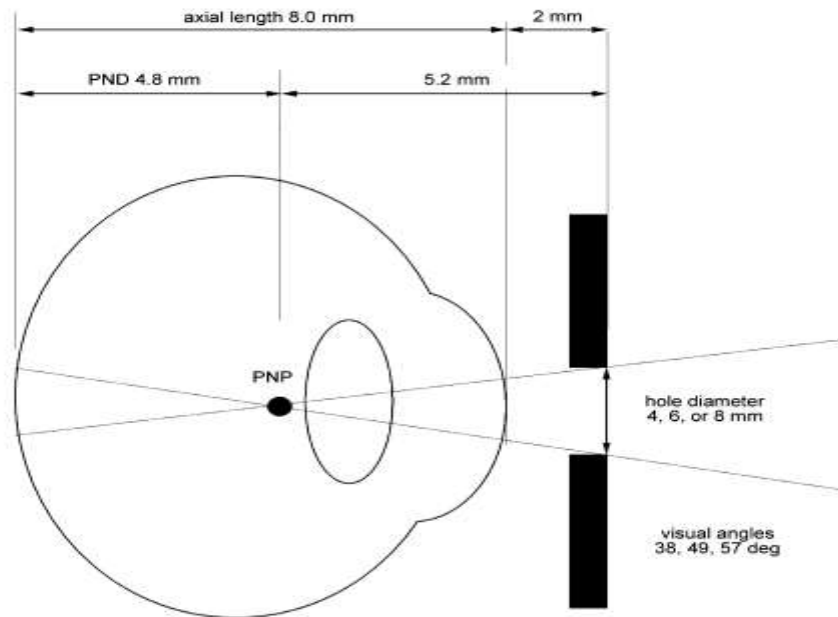 axial length 8.0 mm
2 mm
PND 4.8 mm
5.2 mm
PNP
hole diameter
4, 6, or 8 mm
visual angles
38, 49, 57 deg